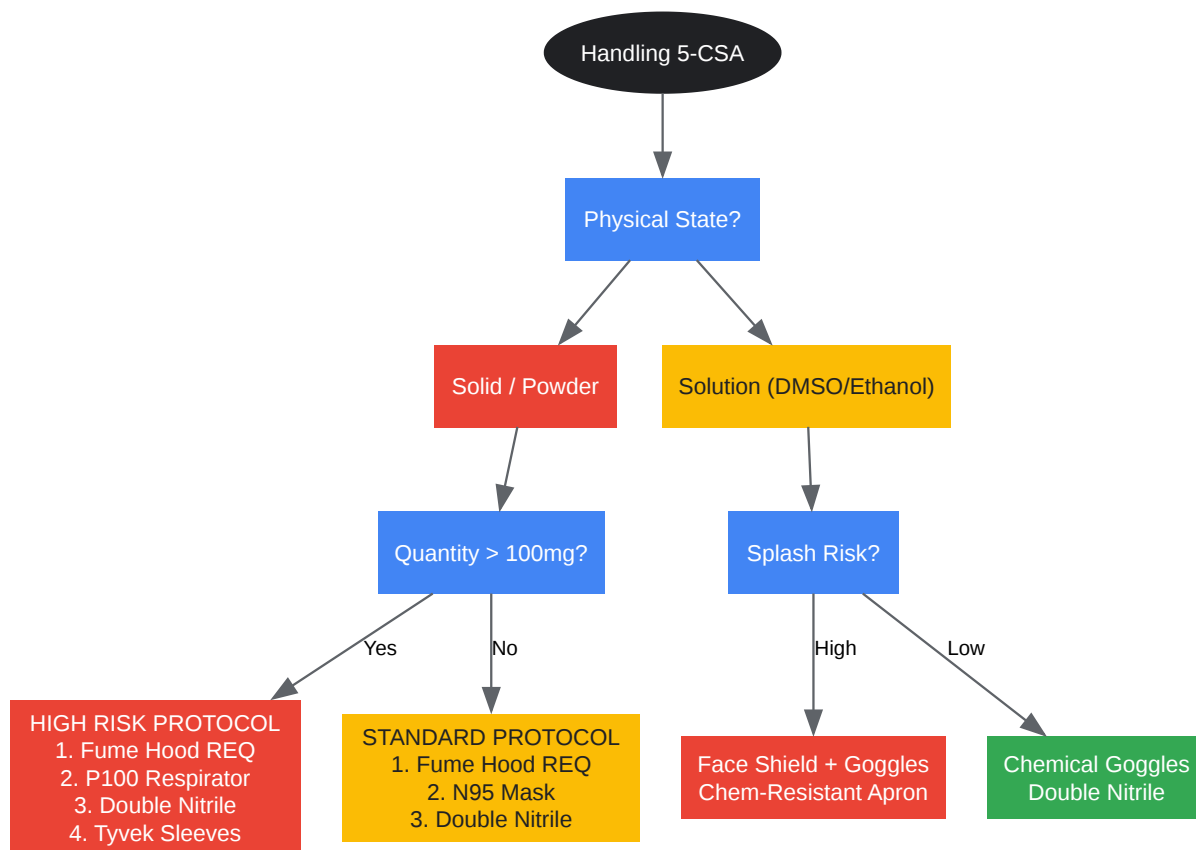 Handling 5-CSA
Physical State?
Solid / Powder
Solution (DMSO/Ethanol)
Quantity > 100mg?
Splash Risk?
Yes
No
High
Low
HIGH RISK PROTOCOL
1. Fume Hood REQ
2. P100 Respirator
3. Double Nitrile
4. Tyvek Sleeves
STANDARD PROTOCOL
1. Fume Hood REQ
2. N95 Mask
3. Double Nitrile
Face Shield + Goggles
Chem-Resistant Apron
Chemical Goggles
Double Nitrile